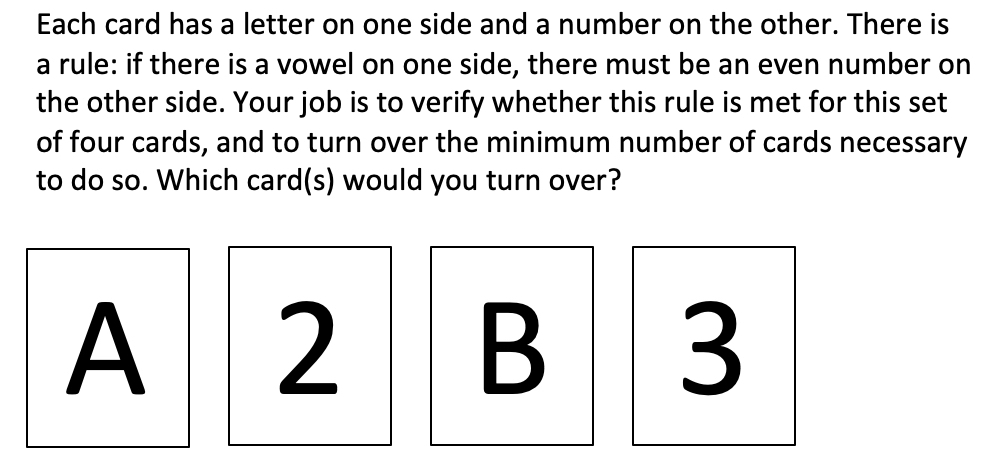 Each card has a letter on one side and a number on the other. There is
a rule: if there is a vowel on one side, there must be an even number on
the other side. Your job is to verify whether this rule is met for this set
of four cards, and to turn over the minimum number of cards necessary
to do so. Which card(s) would you turn over?
A 2 B 3